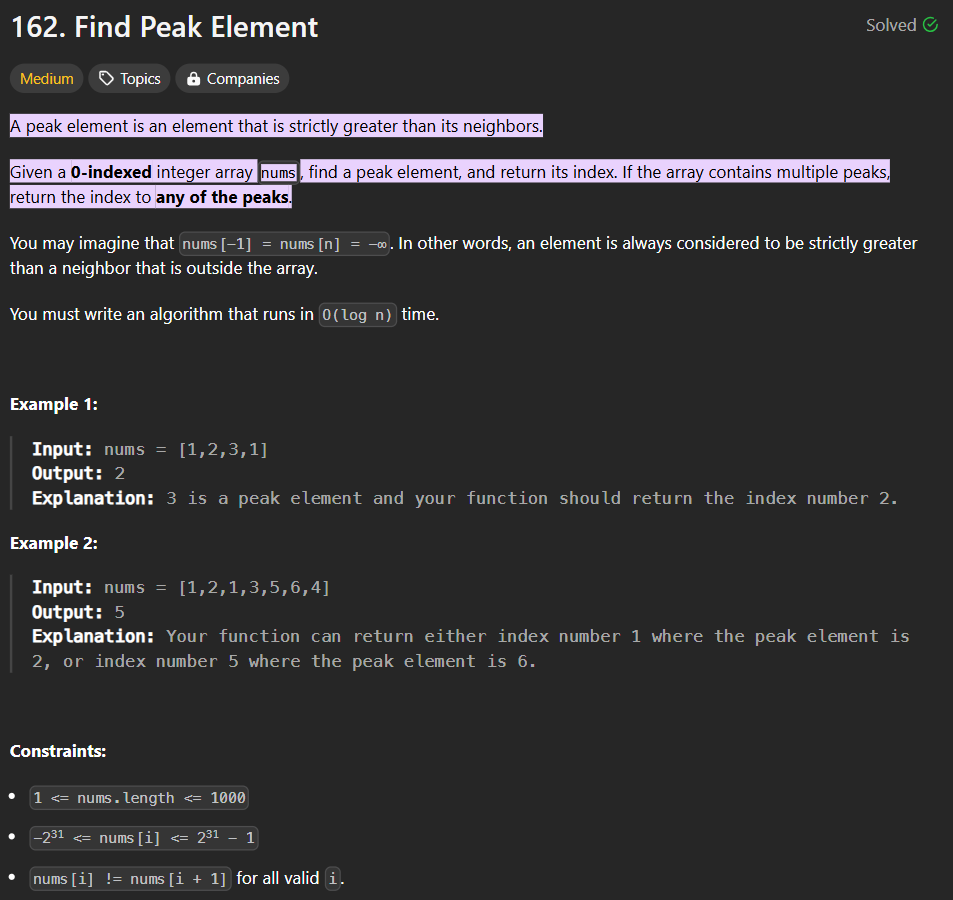 162. Find Peak Element
Solved
Medium
Topics
Companies
A peak element is an element that is strictly greater than its neighbors.
Given a 0-indexed integer array nums, find a peak element, and return its index. If the array contains multiple peaks,
return the index to any of the peaks.
You may imagine that nums[-1] = nums[n] = -∞. In other words, an element is always considered to be strictly greater
than a neighbor that is outside the array.
You must write an algorithm that runs in O(log n) time.
Example 1:
Input: nums = [1,2,3,1]
Output: 2
Explanation: 3 is a peak element and your function should return the index number 2.
Example 2:
Input: nums = [1,2,1,3,5,6,4]
Output: 5
Explanation: Your function can return either index number 1 where the peak element is
2, or index number 5 where the peak element is 6.
Constraints:
• 1 <= nums.length <= 1000
• -2³¹ <= nums[i] <= 2³¹ - 1
• nums[i] != nums[i + 1] for all valid i.